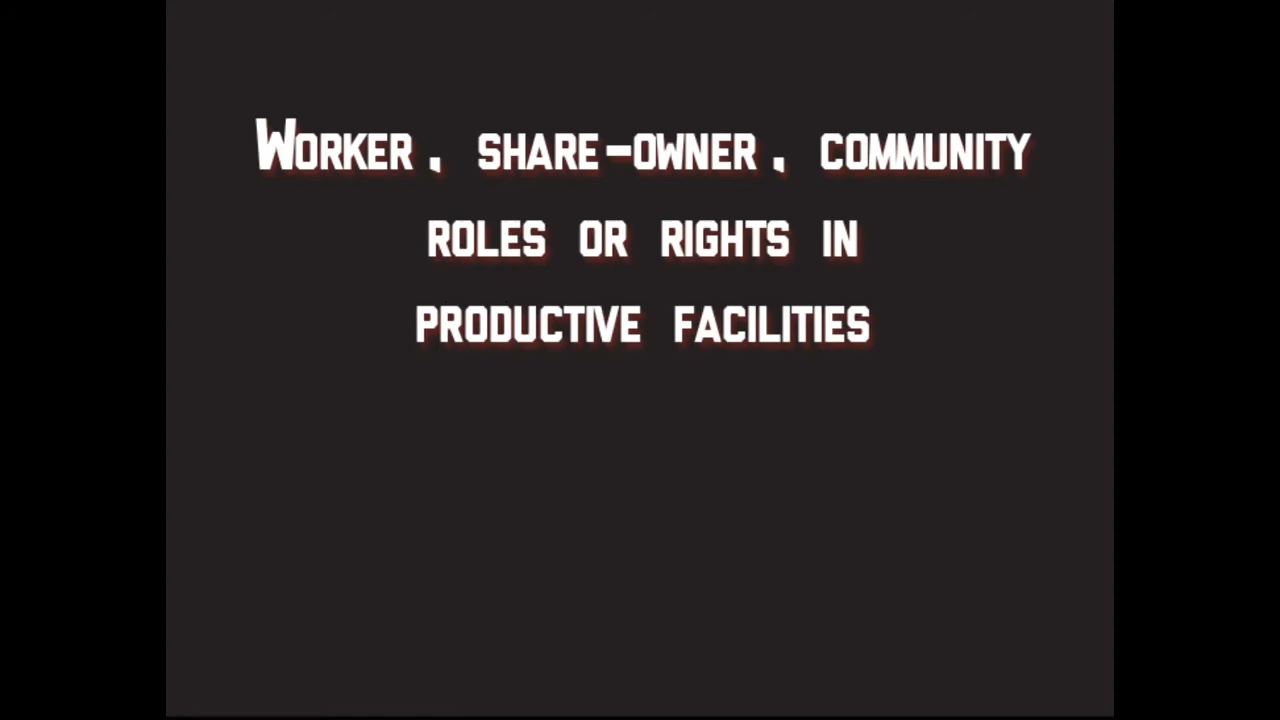 Worker, share-owner, community
roles or rights in
productive facilities